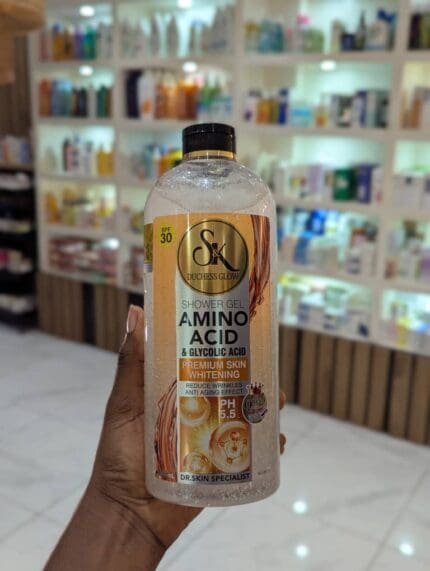 SPF
30
SK
DUCHESS GLOW
SHOWER GEL
AMINO
ACID
& GLYCOLIC ACID
PREMIUM SKIN
WHITENING
REDUCE WRINKLES
ANTI AGING EFFECT
PH
5.5
DR.SKIN SPECIALIST